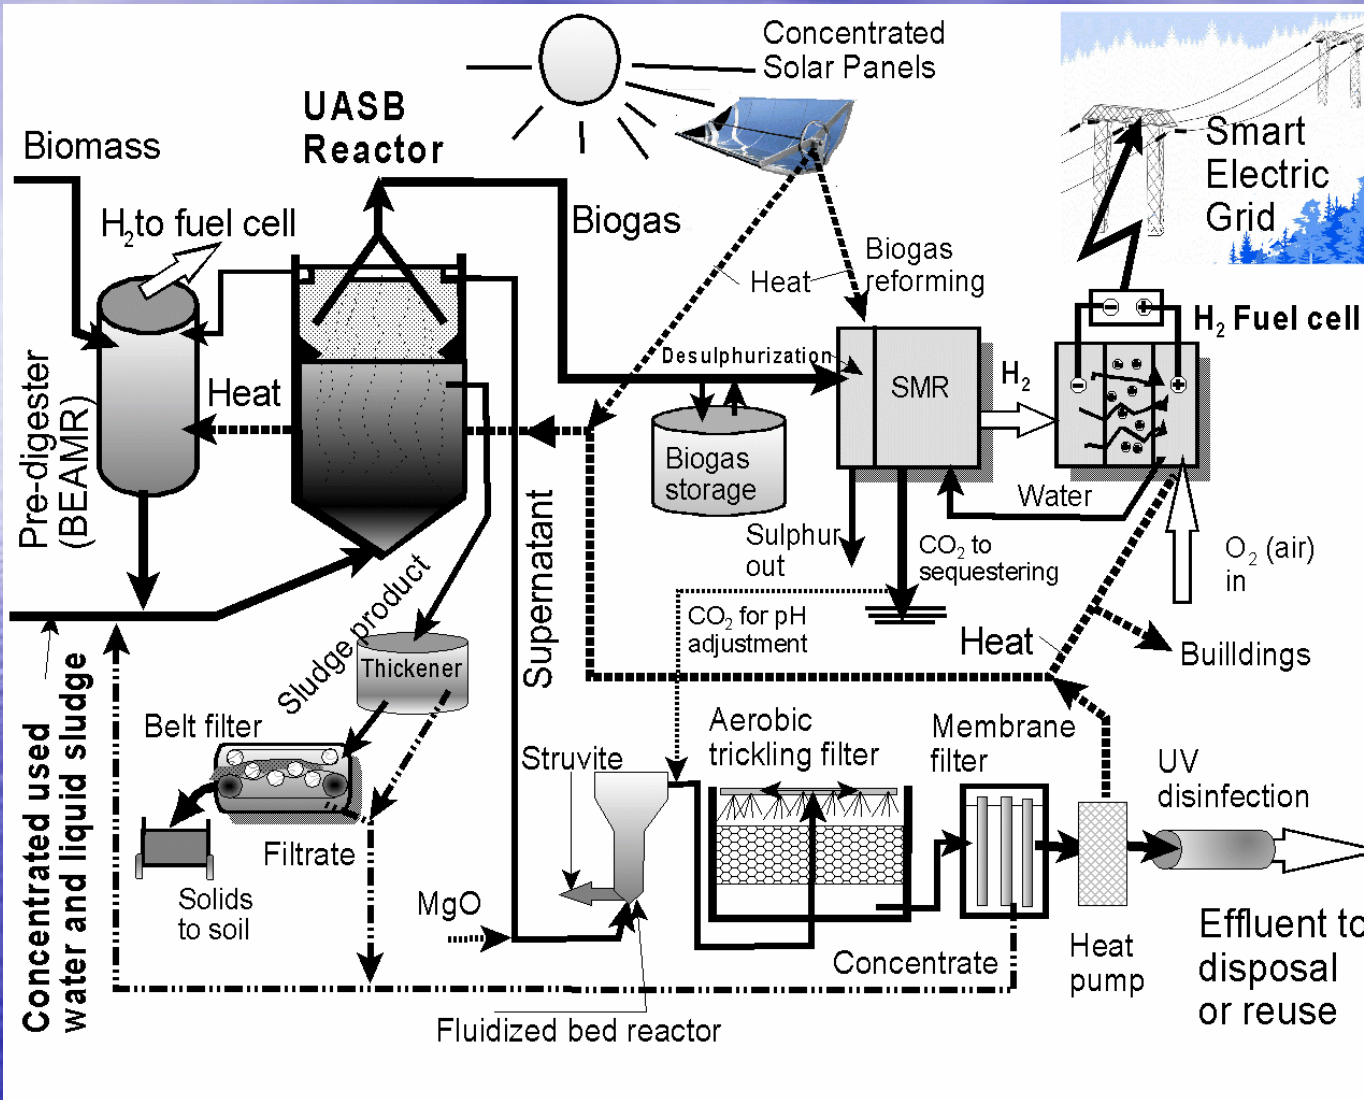 Concentrated
Solar Panels
UASB
Reactor
Biomass
H2to fuel cell
Biogas
Smart
Electric
Grid
Heat
Biogas
reforming
H2 Fuel cell
Desulphurization
SMR
H2
Pre-digester
(BEAMR)
Heat
Biogas
storage
Water
Sulphur
out
CO2 to
sequestering
O2 (air)
in
Supernatant
Sludge product
CO2 for pH
adjustment
Heat
Builldings
Thickener
Concentrated used
water and liquid sludge
Belt filter
Struvite
Aerobic
trickling filter
Membrane
filter
UV
disinfection
Filtrate
Solids
to soil
MgO
Concentrate
Heat
pump
Effluent to
disposal
or reuse
Fluidized bed reactor